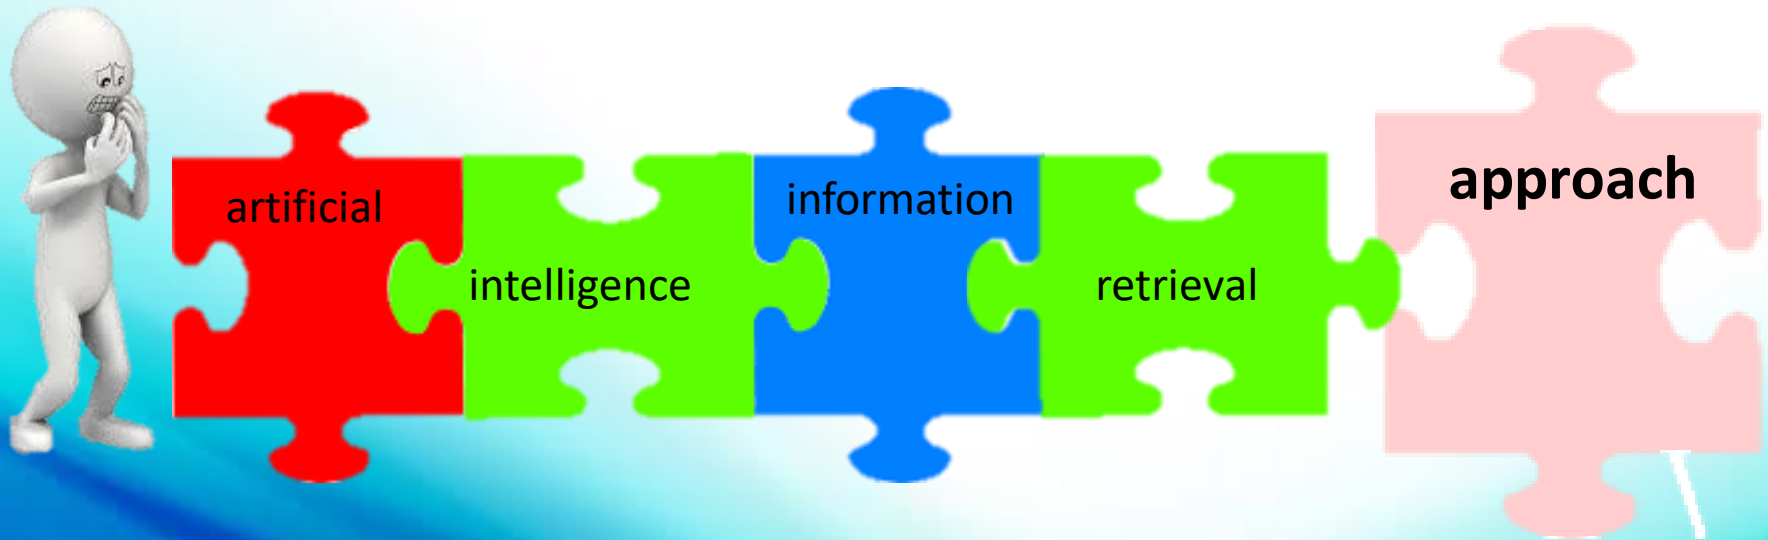 artificial
intelligence
information
retrieval
approach